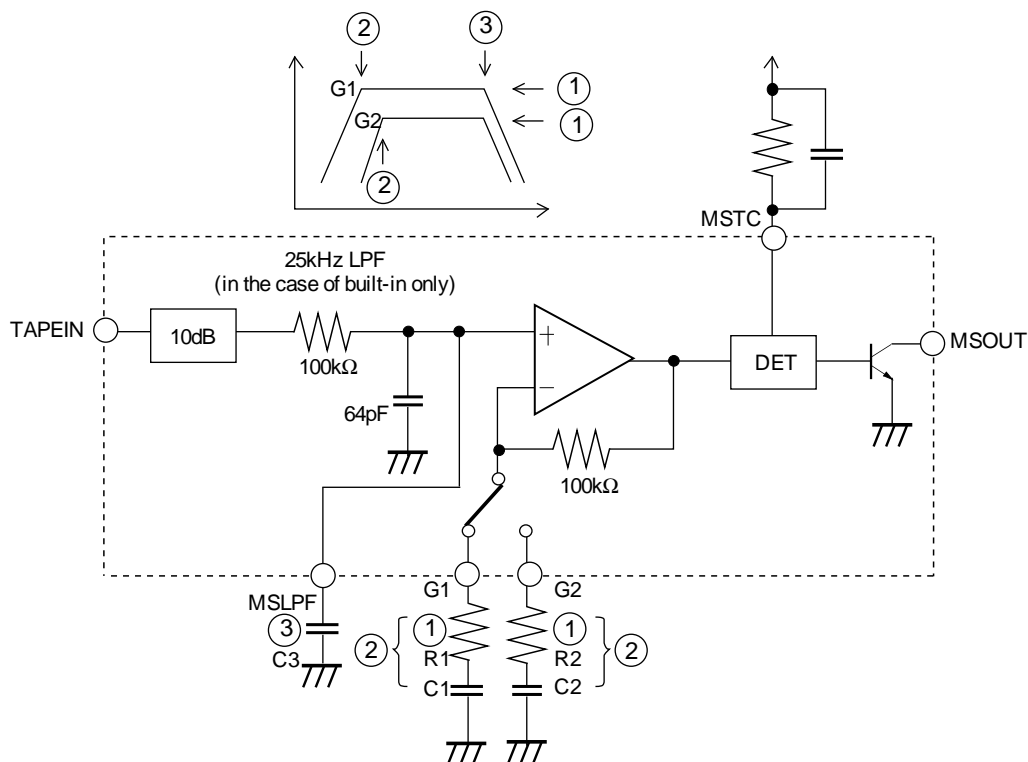 ② ③
G1 ①
G2 ①
②
MSTC
25kHz LPF
(in the case of built-in only)
TAPEIN 10dB + DET MSOUT
100kΩ
64pF −
100kΩ
G1 G2
MSLPF
③ ② ① ① ②
C3 R1 R2
C1 C2